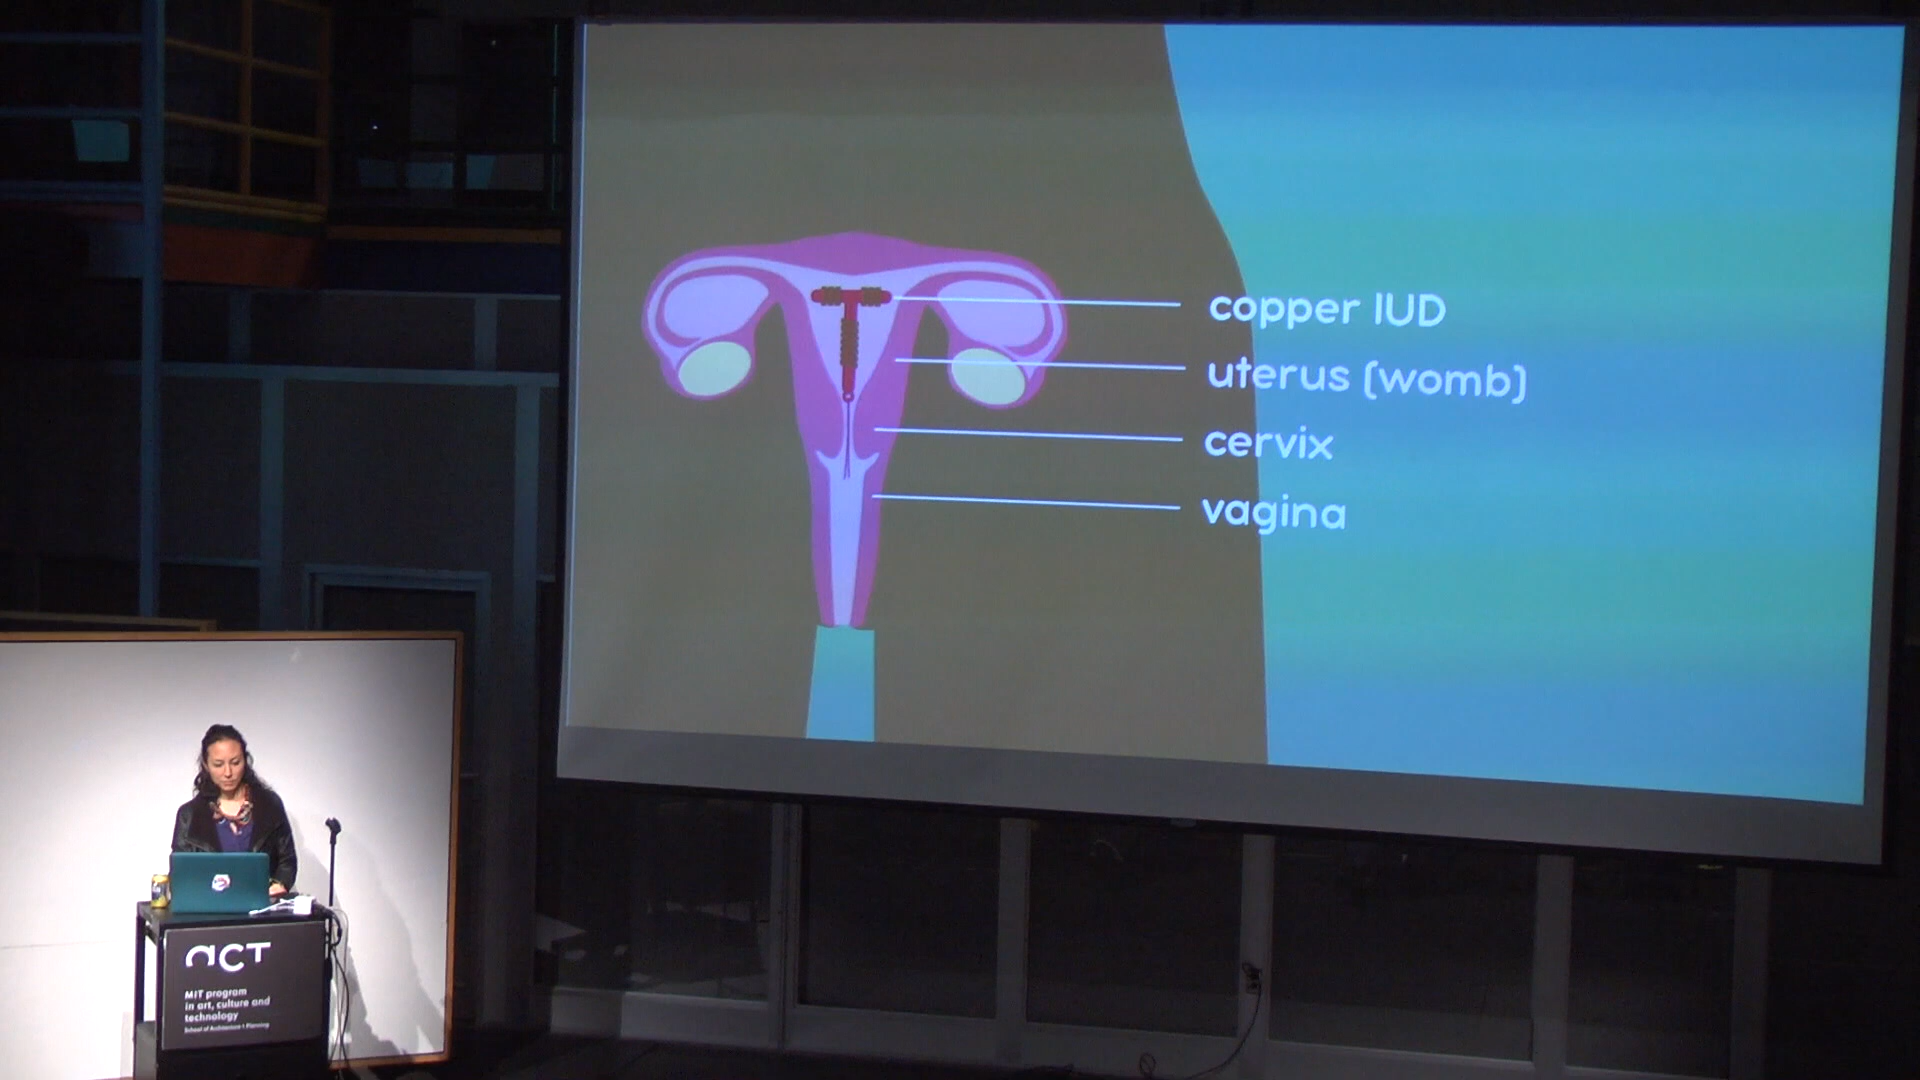 copper IUD
uterus (womb)
cervix
vagina
act
MIT program
in art, culture and
technology
School of Architecture + Planning